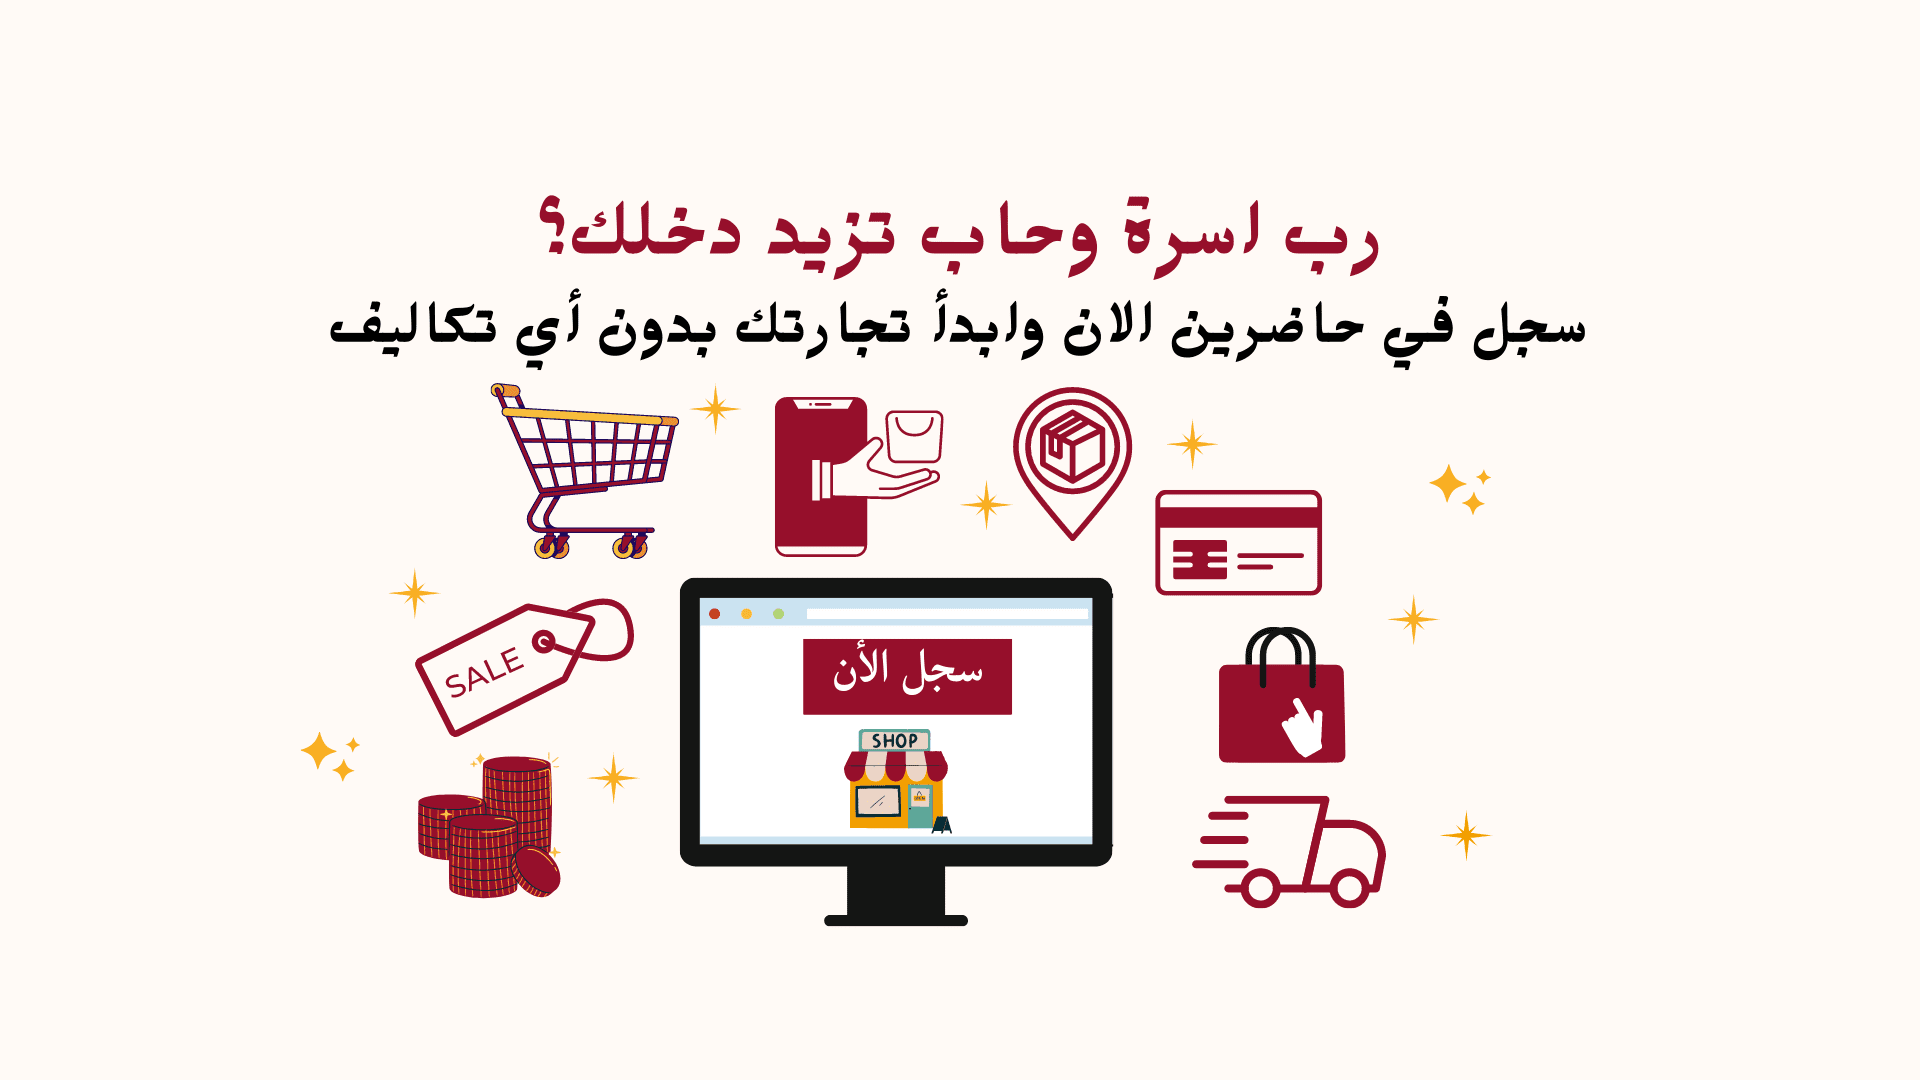 رب اسرة وحاب تزيد دخلك؟
سجل في حاضرين الان وابدأ تجارتك بدون أي تكاليف
SALE
سجل الأن
SHOP